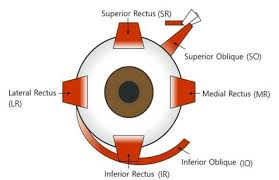 Superior Rectus (SR)
Superior Oblique (SO)
Lateral Rectus
(LR)
Medial Rectus (MR)
Inferior Oblique (IO)
Inferior Rectus (IR)